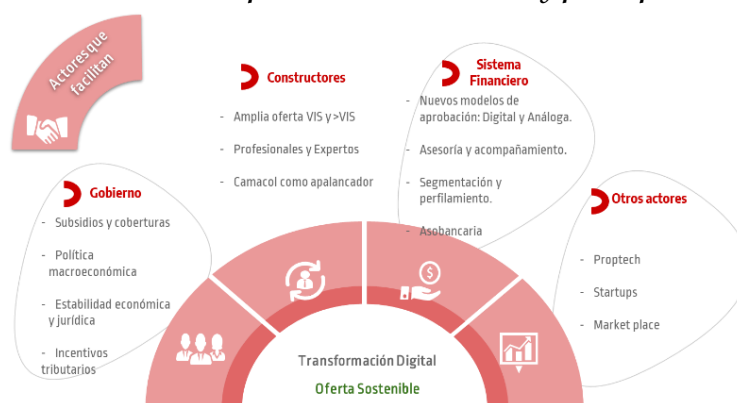 Actores que
facilitan
Constructores
- Amplia oferta VIS y >VIS
- Profesionales y Expertos
- Camacol como apalancador
Sistema
Financiero
- Nuevos modelos de
aprobación: Digital y Análoga.
- Asesoría y acompañamiento.
- Segmentación y
perfilamiento.
- Asobancaria
Gobierno
- Subsidios y coberturas
- Política
macroeconómica
- Estabilidad económica
y jurídica
- Incentivos
tributarios
Otros actores
- Proptech
- Startups
- Market place
Transformación Digital
Oferta Sostenible